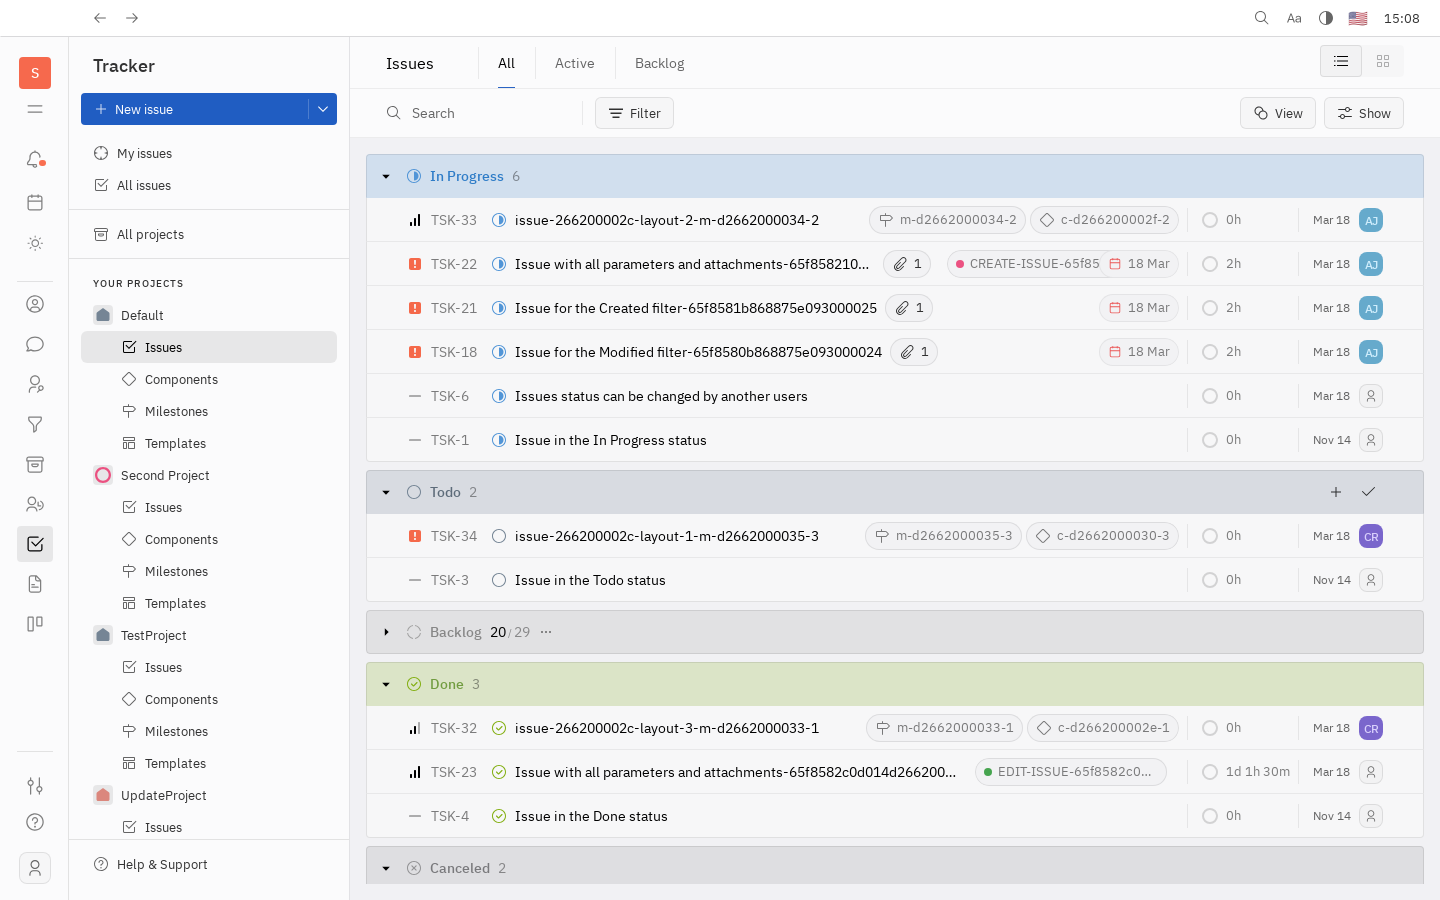 Aa 15:08
S
Tracker
New issue
My issues
All issues
All projects
YOUR PROJECTS
Default
Issues
Components
Milestones
Templates
Second Project
Issues
Components
Milestones
Templates
TestProject
Issues
Components
Milestones
Templates
UpdateProject
Issues
Help & Support
Issues All Active Backlog
Search Filter View Show
In Progress 6
TSK-33 issue-266200002c-layout-2-m-d2662000034-2 m-d2662000034-2 c-d266200002f-2 0h Mar 18 AJ
TSK-22 Issue with all parameters and attachments-65f858210... 1 CREATE-ISSUE-65f85 18 Mar 2h Mar 18 AJ
TSK-21 Issue for the Created filter-65f8581b868875e093000025 1 18 Mar 2h Mar 18 AJ
TSK-18 Issue for the Modified filter-65f8580b868875e093000024 1 18 Mar 2h Mar 18 AJ
TSK-6 Issues status can be changed by another users 0h Mar 18
TSK-1 Issue in the In Progress status 0h Nov 14
Todo 2
TSK-34 issue-266200002c-layout-1-m-d2662000035-3 m-d2662000035-3 c-d2662000030-3 0h Mar 18 CR
TSK-3 Issue in the Todo status 0h Nov 14
Backlog 20/29 ...
Done 3
TSK-32 issue-266200002c-layout-3-m-d2662000033-1 m-d2662000033-1 c-d266200002e-1 0h Mar 18 CR
TSK-23 Issue with all parameters and attachments-65f8582c0d014d266200... EDIT-ISSUE-65f8582c0... 1d 1h 30m Mar 18
TSK-4 Issue in the Done status 0h Nov 14
Canceled 2